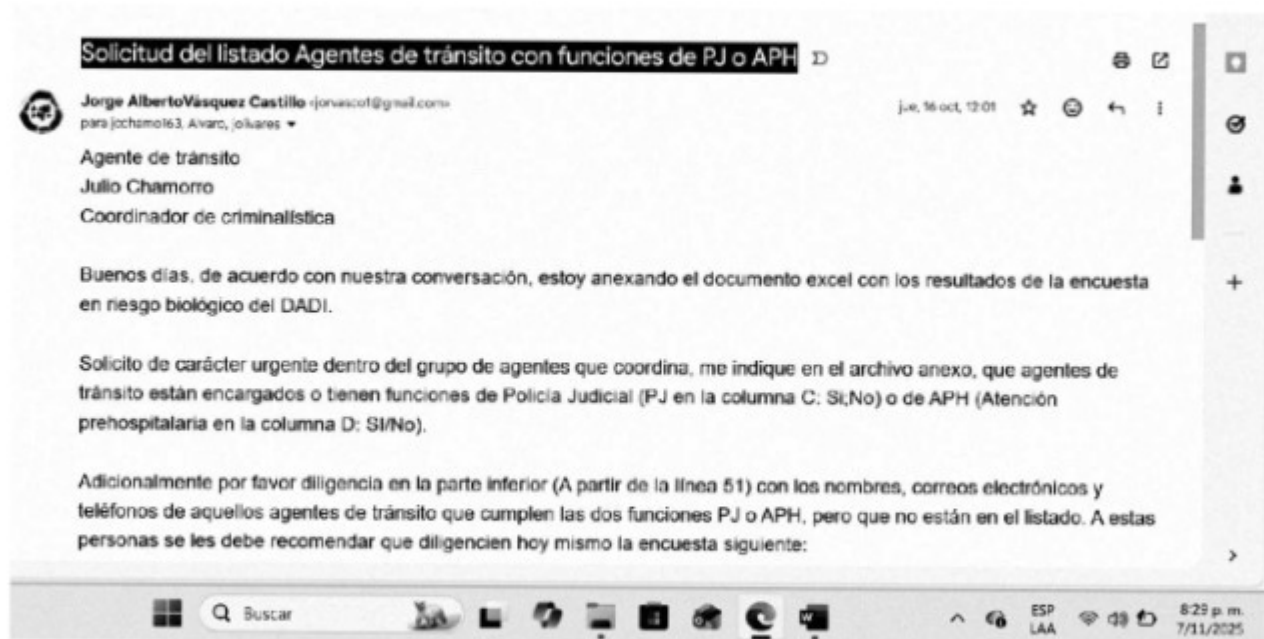 Solicitud del listado Agentes de tránsito con funciones de PJ o APH
Jorge AlbertoVásquez Castillo <jorvascot@gmail.com>
jue, 16 oct, 12:01
para jochamo163, Alvaro, jolivares
Agente de tránsito
Julio Chamorro
Coordinador de criminalística
Buenos días, de acuerdo con nuestra conversación, estoy anexando el documento excel con los resultados de la encuesta
en riesgo biológico del DADI.
Solicito de carácter urgente dentro del grupo de agentes que coordina, me indique en el archivo anexo, que agentes de
tránsito están encargados o tienen funciones de Policía Judicial (PJ en la columna C: Si,No) o de APH (Atención
prehospitalaria en la columna D: SI/No).
Adicionalmente por favor diligencia en la parte inferior (A partir de la línea 51) con los nombres, correos electrónicos y
teléfonos de aquellos agentes de tránsito que cumplen las dos funciones PJ o APH, pero que no están en el listado. A estas
personas se les debe recomendar que diligencien hoy mismo la encuesta siguiente:
Buscar
ESP
LAA
8:29 p. m.
7/11/2025